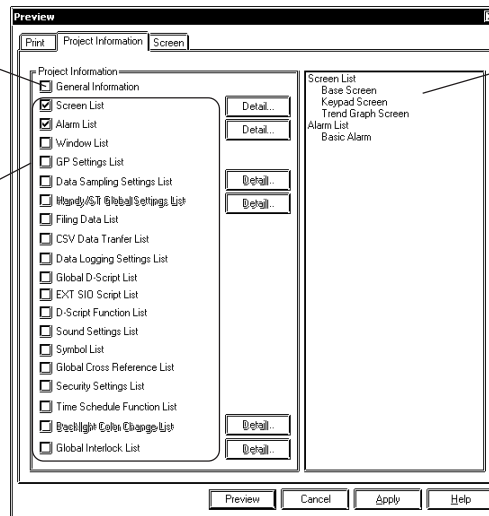 Preview
Print
Project Information
Screen
Project Information
General Information
Screen List
Detail...
Alarm List
Detail...
Window List
GP Settings List
Data Sampling Settings List
Detail...
Handy/ST Global Settings List
Detail...
Filing Data List
CSV Data Tranfer List
Data Logging Settings List
Global D-Script List
EXT SIO Script List
D-Script Function List
Sound Settings List
Symbol List
Global Cross Reference List
Security Settings List
Time Schedule Function List
Backlight Color Change List
Detail...
Global Interlock List
Detail...
Screen List
Base Screen
Keypad Screen
Trend Graph Screen
Alarm List
Basic Alarm
Preview
Cancel
Apply
Help